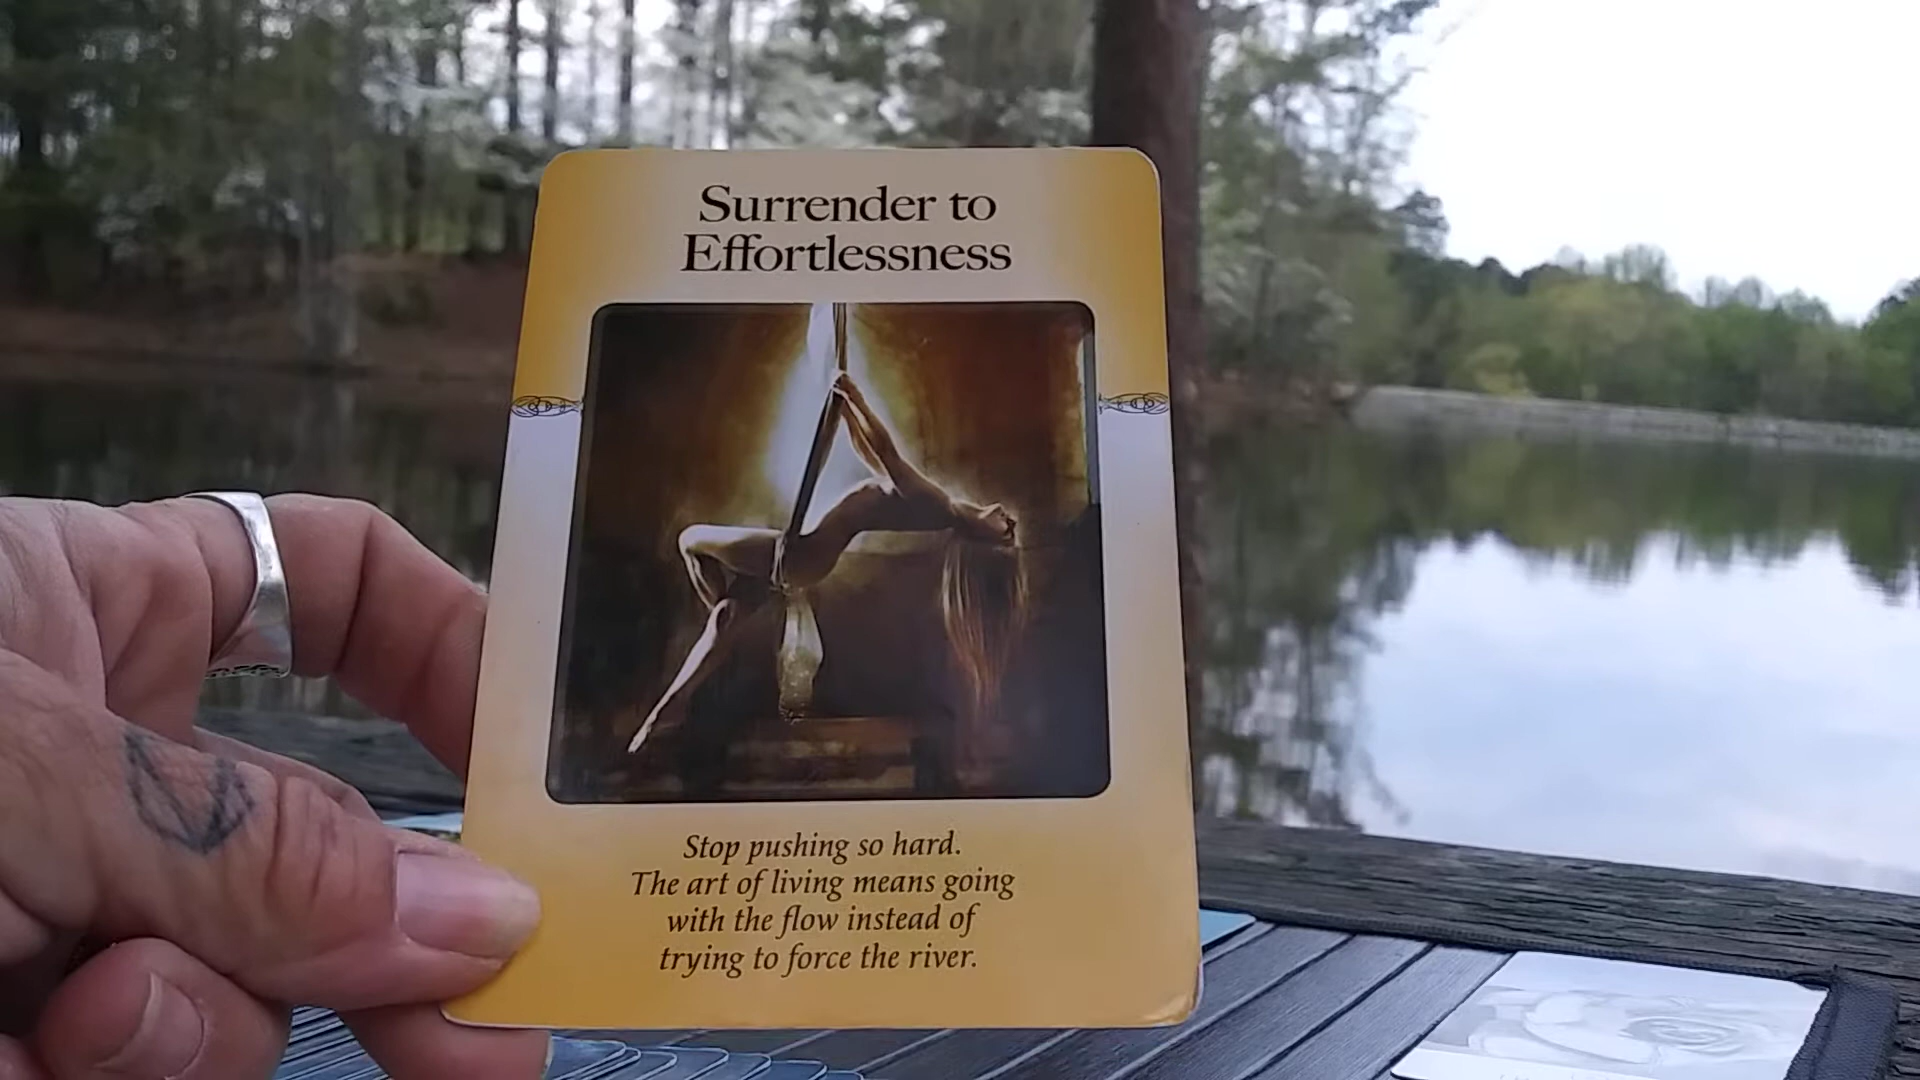 Surrender to
Effortlessness
Stop pushing so hard.
The art of living means going
with the flow instead of
trying to force the river.